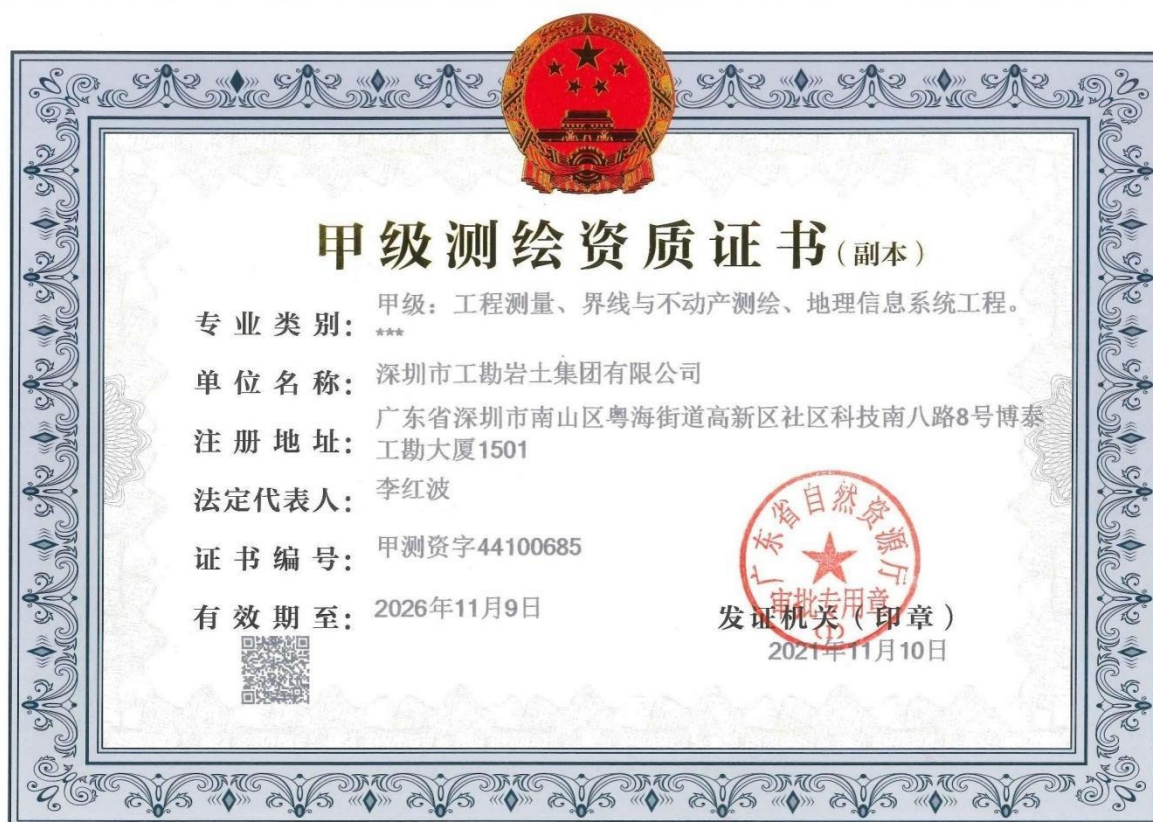 甲级测绘资质证书(副本)
专业类别:甲级：工程测量、界线与不动产测绘、地理信息系统工程。
***
单位名称:深圳市工勘岩土集团有限公司
注册地址:广东省深圳市南山区粤海街道高新区社区科技南八路8号博泰
工勘大厦1501
法定代表人:李红波
证书编号:甲测资字44100685
有效期至:2026年11月9日
广东省自然资源厅
审批专用章
(1)
发证机关(印章)
2021年11月10日